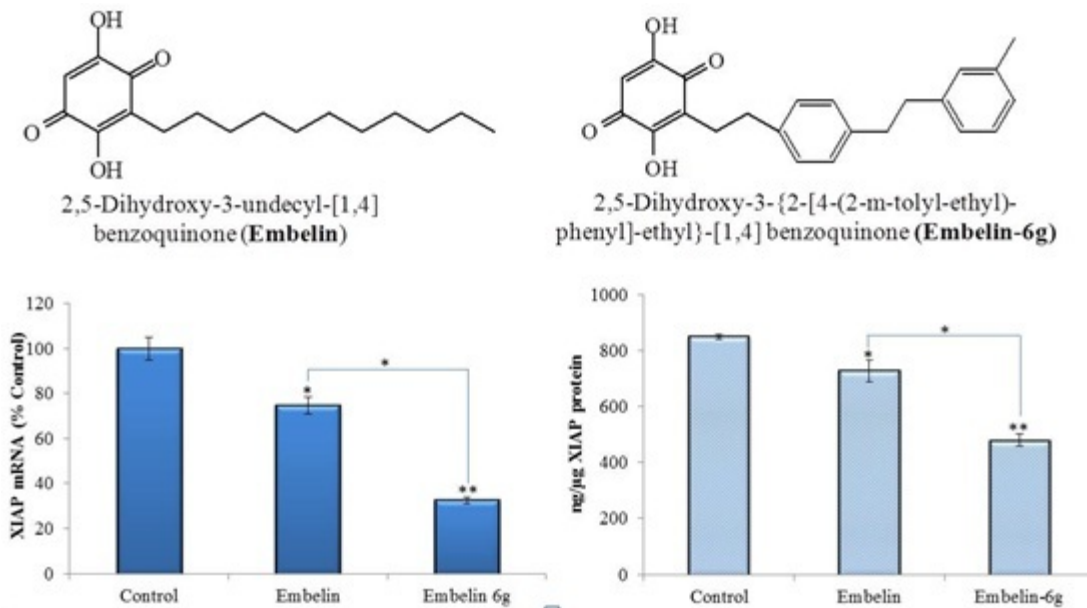 OH
O
O
OH
2,5-Dihydroxy-3-undecyl-[1,4]
benzoquinone (Embelin)
OH
O
O
OH
2,5-Dihydroxy-3-{2-[4-(2-m-tolyl-ethyl)-
phenyl]-ethyl}-[1,4] benzoquinone (Embelin-6g)
XIAP mRNA (% Control)
120
100
80
60
40
20
0
*
*
**
Control Embelin Embelin 6g
ng/µg XIAP protein
1000
800
600
400
200
0
*
*
**
Control Embelin Embelin-6g